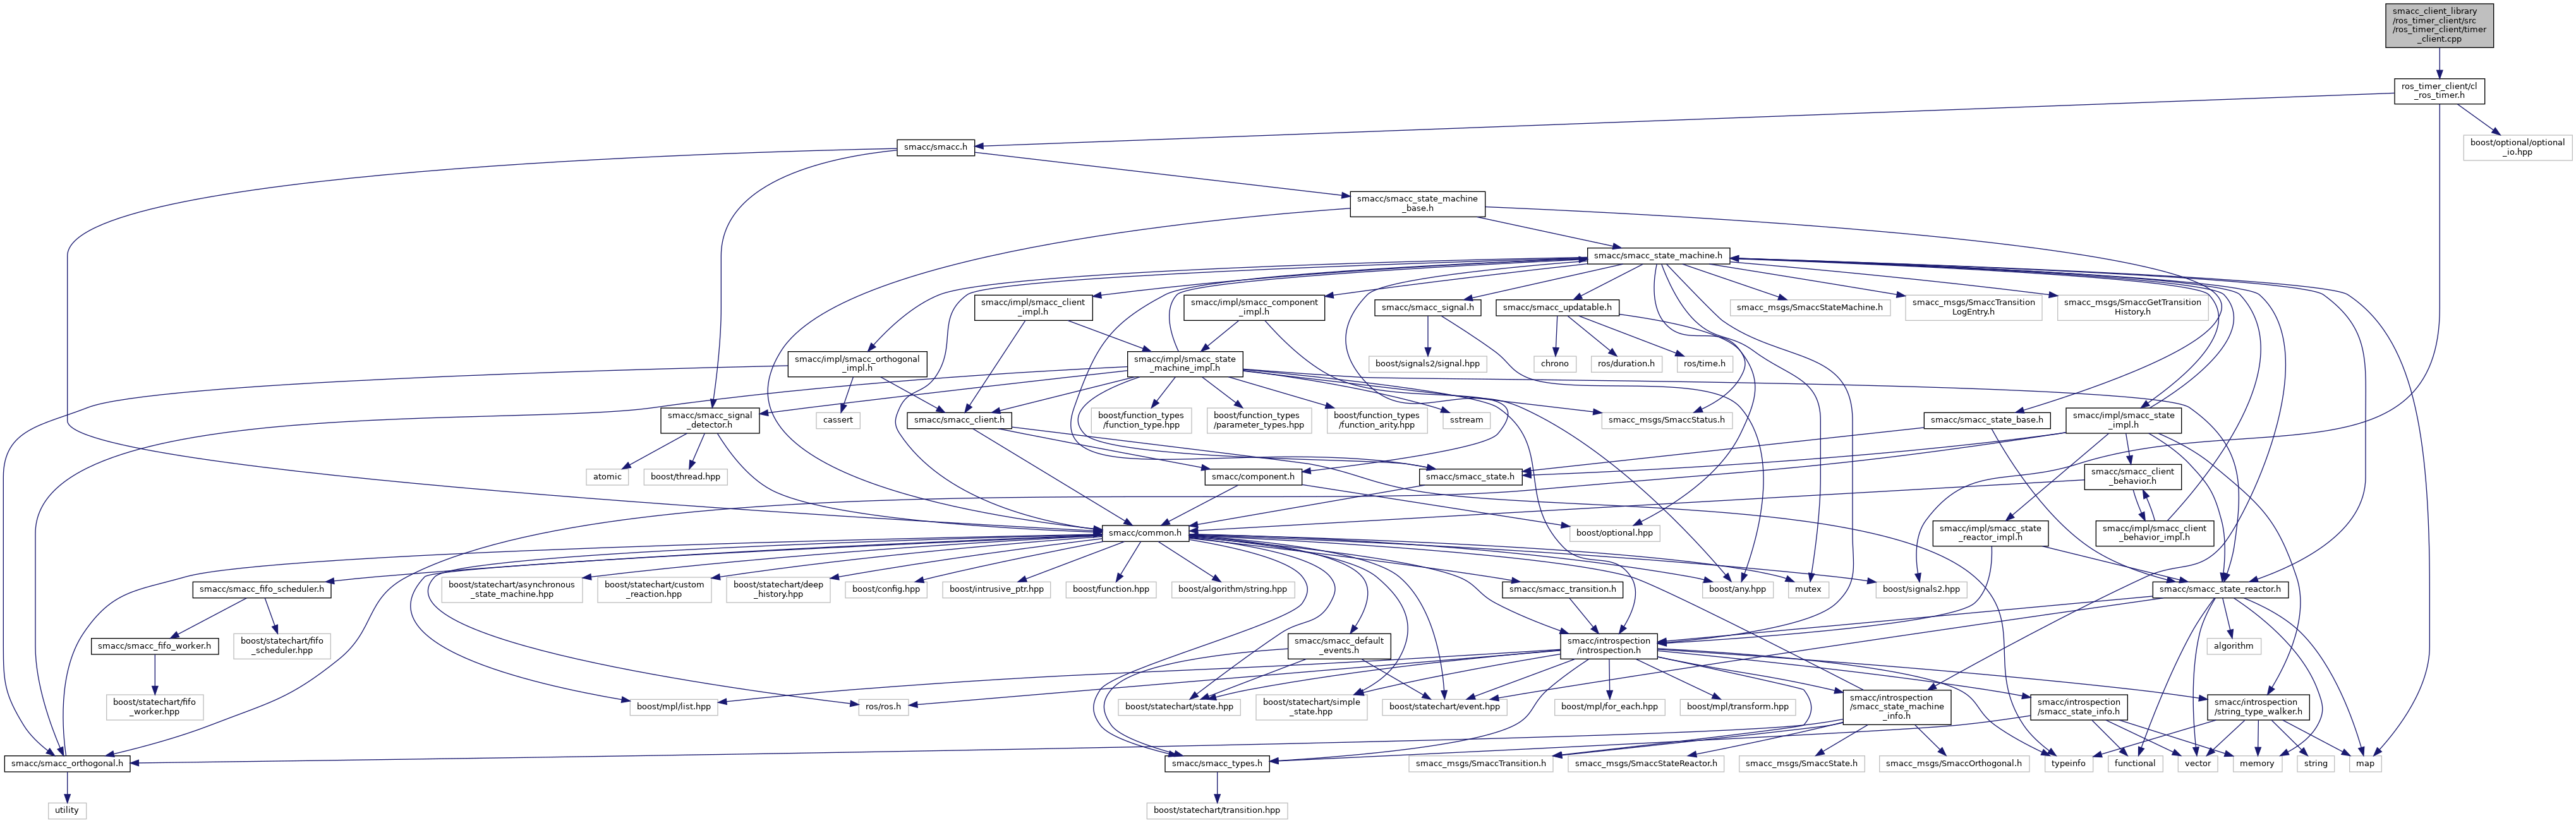 smacc_client_library
/ros_timer_client/src
/ros_timer_client/timer
_client.cpp
ros_timer_client/cl
_ros_timer.h
smacc/smacc.h
boost/optional/optional
_io.hpp
smacc/smacc_state_machine
_base.h
smacc/smacc_state_machine.h
smacc/impl/smacc_client
_impl.h
smacc/impl/smacc_component
_impl.h
smacc/smacc_signal.h
smacc/smacc_updatable.h
smacc_msgs/SmaccStateMachine.h
smacc_msgs/SmaccTransition
LogEntry.h
smacc_msgs/SmaccGetTransition
History.h
smacc/impl/smacc_orthogonal
_impl.h
smacc/impl/smacc_state
_machine_impl.h
boost/signals2/signal.hpp
chrono
ros/duration.h
ros/time.h
smacc/smacc_signal
_detector.h
cassert
smacc/smacc_client.h
boost/function_types
/function_type.hpp
boost/function_types
/parameter_types.hpp
boost/function_types
/function_arity.hpp
sstream
smacc_msgs/SmaccStatus.h
smacc/smacc_state_base.h
smacc/impl/smacc_state
_impl.h
atomic
boost/thread.hpp
smacc/component.h
smacc/smacc_state.h
smacc/smacc_client
_behavior.h
smacc/common.h
boost/optional.hpp
smacc/impl/smacc_state
_reactor_impl.h
smacc/impl/smacc_client
_behavior_impl.h
smacc/smacc_fifo_scheduler.h
boost/statechart/asynchronous
_state_machine.hpp
boost/statechart/custom
_reaction.hpp
boost/statechart/deep
_history.hpp
boost/config.hpp
boost/intrusive_ptr.hpp
boost/function.hpp
boost/algorithm/string.hpp
smacc/smacc_transition.h
boost/any.hpp
mutex
boost/signals2.hpp
smacc/smacc_state_reactor.h
smacc/smacc_fifo_worker.h
boost/statechart/fifo
_scheduler.hpp
smacc/smacc_default
_events.h
smacc/introspection
/introspection.h
algorithm
boost/statechart/fifo
_worker.hpp
boost/mpl/list.hpp
ros/ros.h
boost/statechart/state.hpp
boost/statechart/simple
_state.hpp
boost/statechart/event.hpp
boost/mpl/for_each.hpp
boost/mpl/transform.hpp
smacc/introspection
/smacc_state_machine
_info.h
smacc/introspection
/smacc_state_info.h
smacc/introspection
/string_type_walker.h
smacc/smacc_orthogonal.h
smacc/smacc_types.h
smacc_msgs/SmaccTransition.h
smacc_msgs/SmaccStateReactor.h
smacc_msgs/SmaccState.h
smacc_msgs/SmaccOrthogonal.h
typeinfo
functional
vector
memory
string
map
utility
boost/statechart/transition.hpp